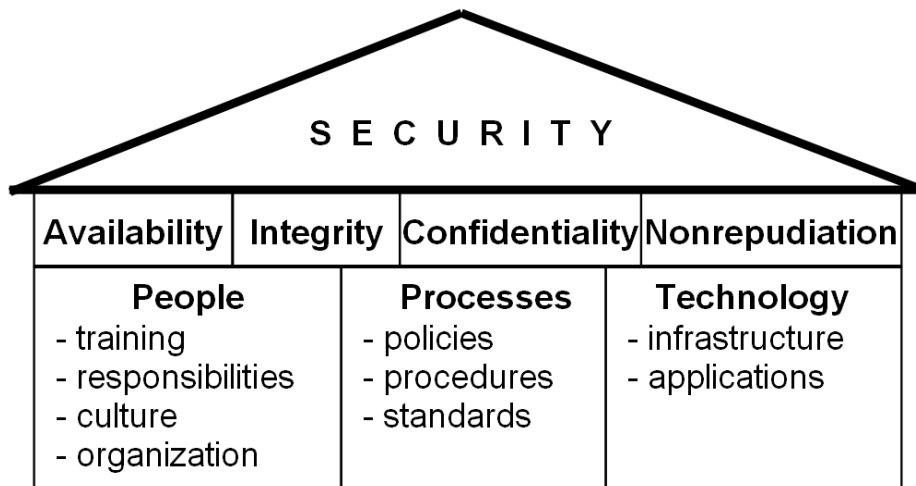 S E C U R I T Y
Availability Integrity Confidentiality Nonrepudiation
People
- training
- responsibilities
- culture
- organization
Processes
- policies
- procedures
- standards
Technology
- infrastructure
- applications